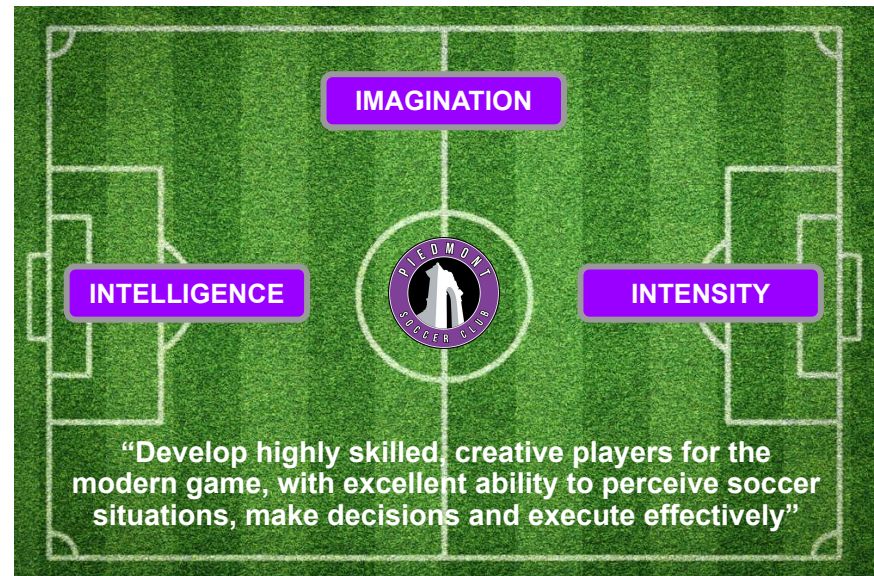 IMAGINATION
INTELLIGENCE
PIEDMONT
SOCCER CLUB
INTENSITY
“Develop highly skilled, creative players for the
modern game, with excellent ability to perceive soccer
situations, make decisions and execute effectively”